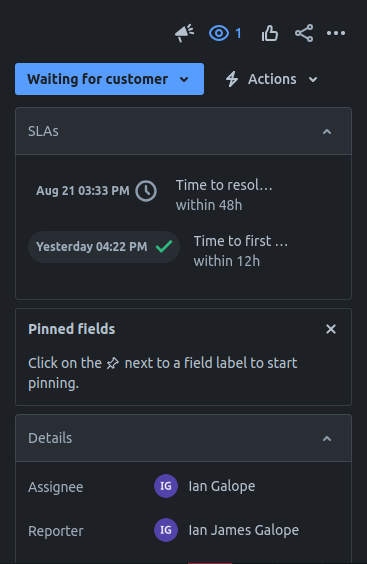 1
Waiting for customer
Actions
SLAs
Aug 21 03:33 PM
Time to resol...
within 48h
Yesterday 04:22 PM
Time to first ...
within 12h
Pinned fields
Click on the next to a field label to start
pinning.
Details
Assignee
IG Ian Galope
Reporter
IG Ian James Galope